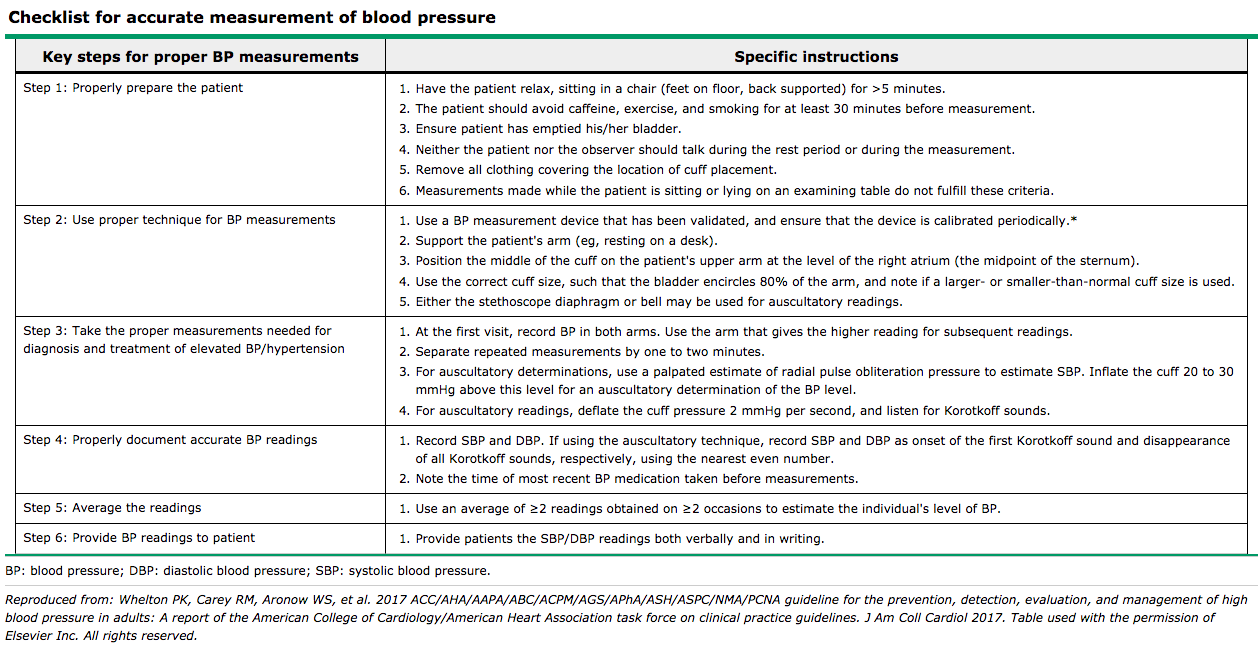 Checklist for accurate measurement of blood pressure
Key steps for proper BP measurements
Specific instructions
Step 1: Properly prepare the patient
1. Have the patient relax, sitting in a chair (feet on floor, back supported) for >5 minutes.
2. The patient should avoid caffeine, exercise, and smoking for at least 30 minutes before measurement.
3. Ensure patient has emptied his/her bladder.
4. Neither the patient nor the observer should talk during the rest period or during the measurement.
5. Remove all clothing covering the location of cuff placement.
6. Measurements made while the patient is sitting or lying on an examining table do not fulfill these criteria.
Step 2: Use proper technique for BP measurements
1. Use a BP measurement device that has been validated, and ensure that the device is calibrated periodically.*
2. Support the patient's arm (eg, resting on a desk).
3. Position the middle of the cuff on the patient's upper arm at the level of the right atrium (the midpoint of the sternum).
4. Use the correct cuff size, such that the bladder encircles 80% of the arm, and note if a larger- or smaller-than-normal cuff size is used.
5. Either the stethoscope diaphragm or bell may be used for auscultatory readings.
Step 3: Take the proper measurements needed for
diagnosis and treatment of elevated BP/hypertension
1. At the first visit, record BP in both arms. Use the arm that gives the higher reading for subsequent readings.
2. Separate repeated measurements by one to two minutes.
3. For auscultatory determinations, use a palpated estimate of radial pulse obliteration pressure to estimate SBP. Inflate the cuff 20 to 30
mmHg above this level for an auscultatory determination of the BP level.
4. For auscultatory readings, deflate the cuff pressure 2 mmHg per second, and listen for Korotkoff sounds.
Step 4: Properly document accurate BP readings
1. Record SBP and DBP. If using the auscultatory technique, record SBP and DBP as onset of the first Korotkoff sound and disappearance
of all Korotkoff sounds, respectively, using the nearest even number.
2. Note the time of most recent BP medication taken before measurements.
Step 5: Average the readings
1. Use an average of ≥2 readings obtained on ≥2 occasions to estimate the individual's level of BP.
Step 6: Provide BP readings to patient
1. Provide patients the SBP/DBP readings both verbally and in writing.
BP: blood pressure; DBP: diastolic blood pressure; SBP: systolic blood pressure.
Reproduced from: Whelton PK, Carey RM, Aronow WS, et al. 2017 ACC/AHA/AAPA/ABC/ACPM/AGS/APhA/ASH/ASPC/NMA/PCNA guideline for the prevention, detection, evaluation, and management of high
blood pressure in adults: A report of the American College of Cardiology/American Heart Association task force on clinical practice guidelines. J Am Coll Cardiol 2017. Table used with the permission of
Elsevier Inc. All rights reserved.